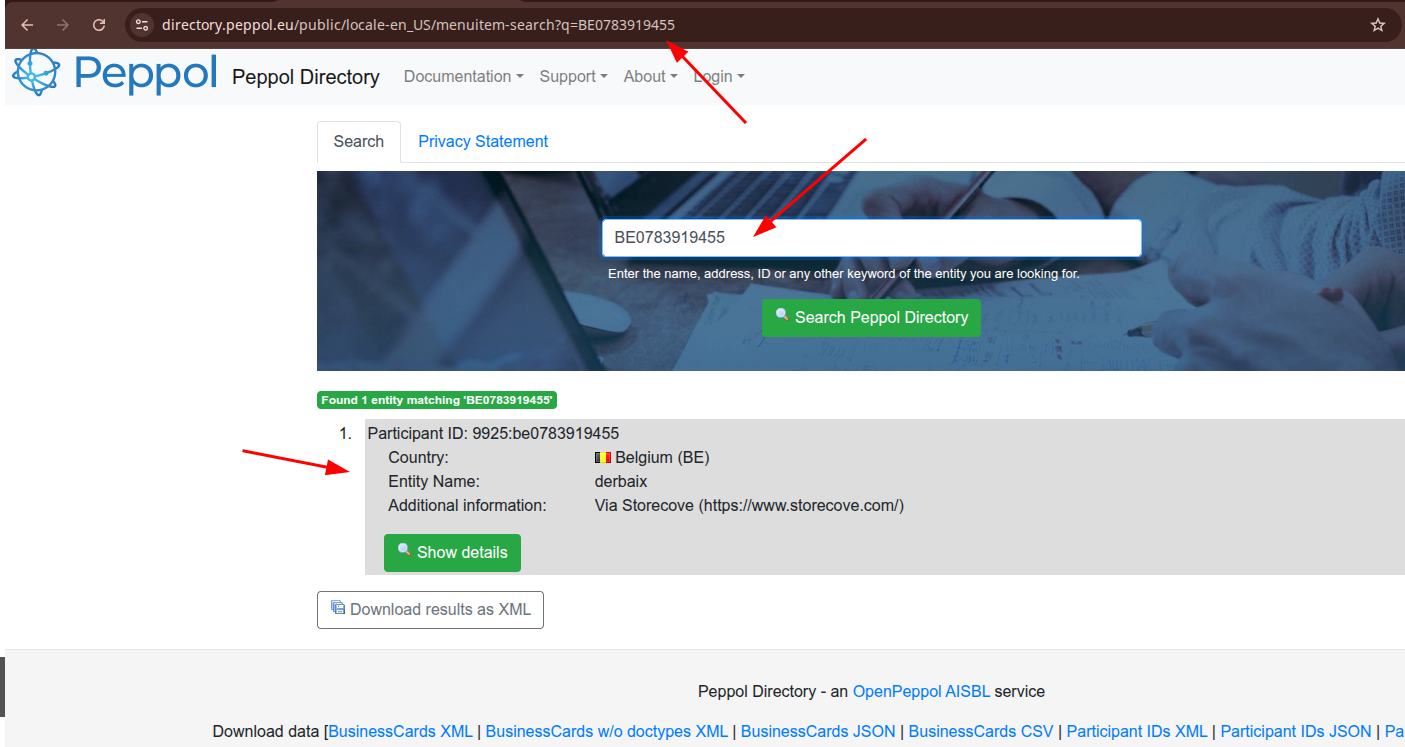 directory.peppol.eu/public/locale-en_US/menuitem-search?q=BE0783919455
Peppol Peppol Directory Documentation Support About Login
Search Privacy Statement
BE0783919455
Enter the name, address, ID or any other keyword of the entity you are looking for.
Search Peppol Directory
Found 1 entity matching 'BE0783919455'
1. Participant ID: 9925:be0783919455
Country: Belgium (BE)
Entity Name: derbaix
Additional information: Via Storecove (https://www.storecove.com/)
Show details
Download results as XML
Peppol Directory - an OpenPeppol AISBL service
Download data [BusinessCards XML | BusinessCards w/o doctypes XML | BusinessCards JSON | BusinessCards CSV | Participant IDs XML | Participant IDs JSON | Pa